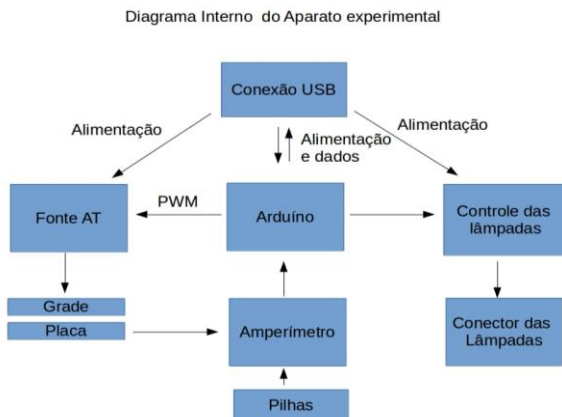 Diagrama Interno do Aparato experimental
Conexão USB
Alimentação
Alimentação
e dados
Alimentação
Fonte AT
PWM
Arduíno
Controle das
lâmpadas
Grade
Placa
Amperímetro
Conector das
Lâmpadas
Pilhas